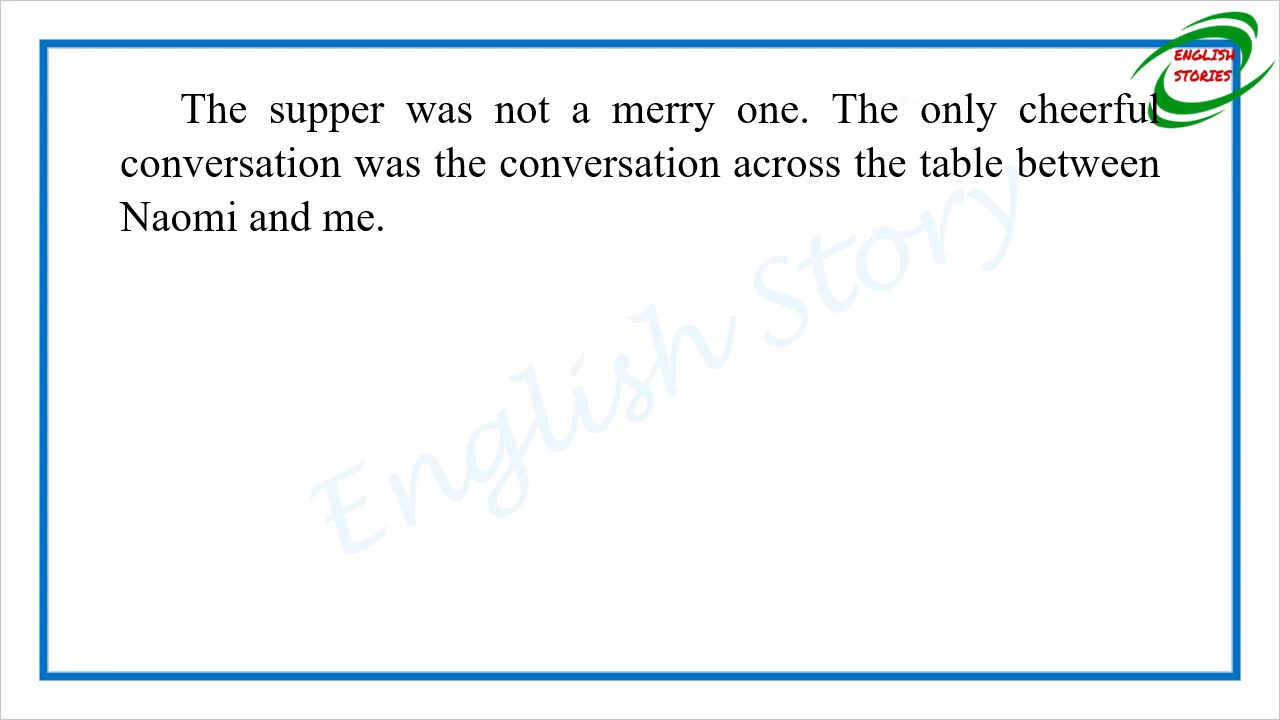 ENGLISH
STORIES
The supper was not a merry one. The only cheerful
conversation was the conversation across the table between
Naomi and me.
English Story